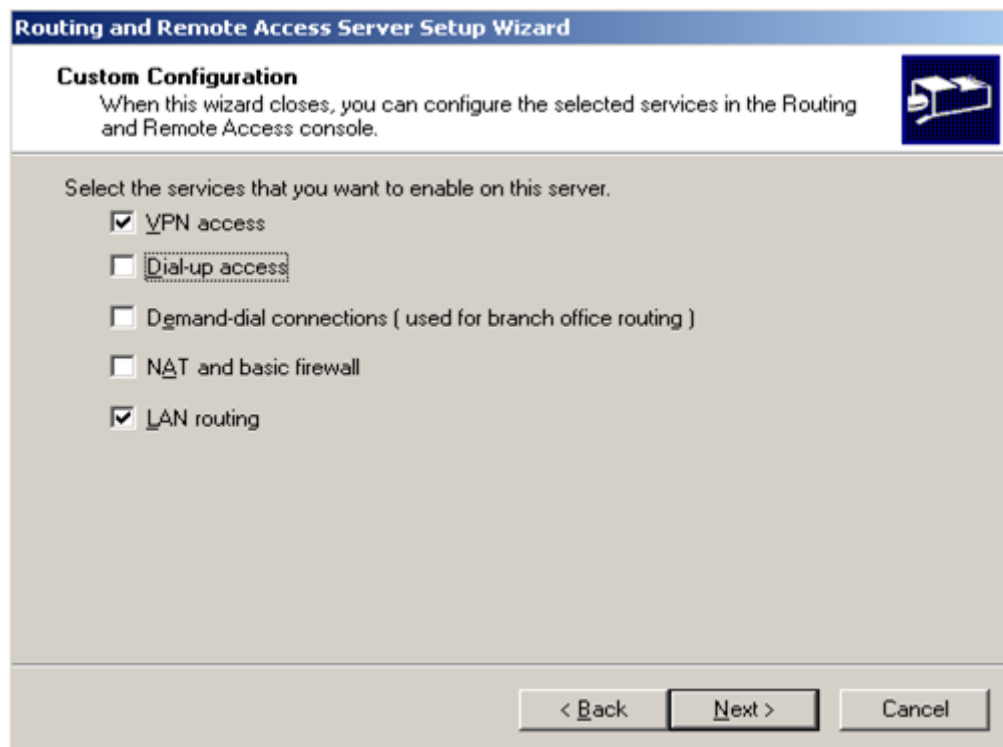 Routing and Remote Access Server Setup Wizard
Custom Configuration
When this wizard closes, you can configure the selected services in the Routing
and Remote Access console.
Select the services that you want to enable on this server.
VPN access
Dial-up access
Demand-dial connections ( used for branch office routing )
NAT and basic firewall
LAN routing
< Back
Next >
Cancel